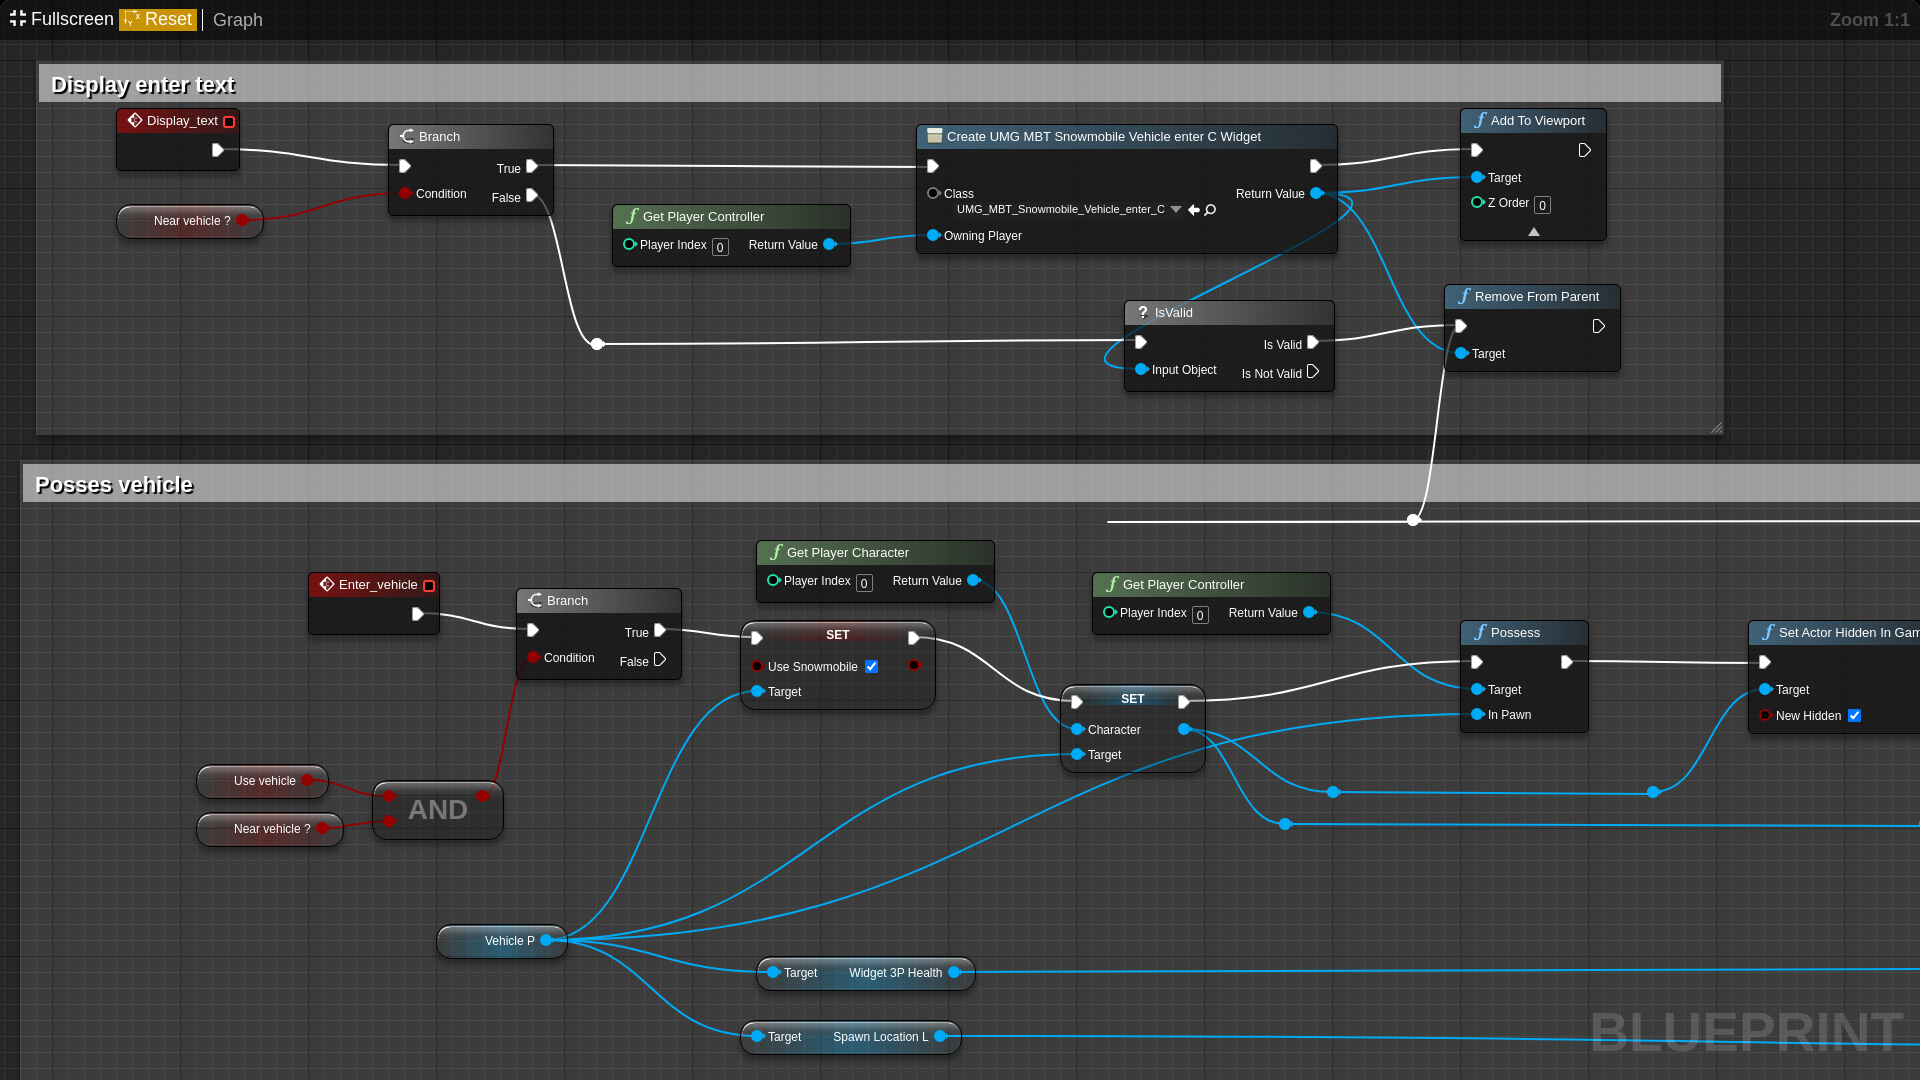 Fullscreen Reset Graph Zoom 1:1
Display enter text
Display_text
Near vehicle ?
Branch
True
Condition
False
Get Player Controller
Player Index 0 Return Value
Create UMG MBT Snowmobile Vehicle enter C Widget
Class Return Value
UMG_MBT_Snowmobile_Vehicle_enter_C
Owning Player
Add To Viewport
Target
Z Order 0
? IsValid
Is Valid
Input Object Is Not Valid
Remove From Parent
Target
Posses vehicle
Enter_vehicle
Branch
True
Condition False
Get Player Character
Player Index 0 Return Value
SET
Use Snowmobile
Target
Get Player Controller
Player Index 0 Return Value
SET
Character
Target
Possess
Target
In Pawn
Set Actor Hidden In Gam
Target
New Hidden
Use vehicle
Near vehicle ?
AND
Vehicle P
Target Widget 3P Health
Target Spawn Location L
BLUEPRINT